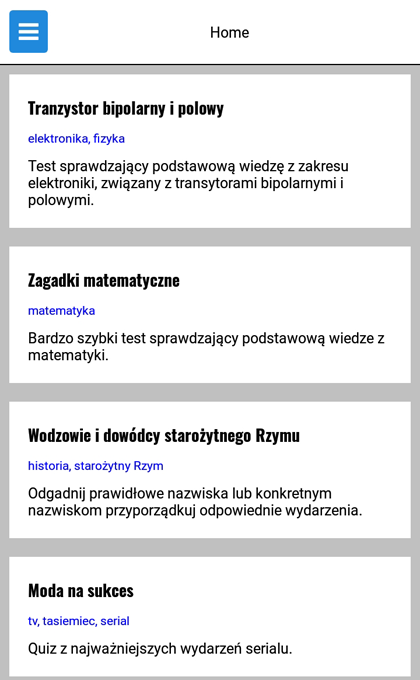 Home
Tranzystor bipolarny i polowy
elektronika, fizyka
Test sprawdzający podstawową wiedzę z zakresu
elektroniki, związany z transytorami bipolarnymi i
polowymi.
Zagadki matematyczne
matematyka
Bardzo szybki test sprawdzający podstawową wiedze z
matematyki.
Wodzowie i dowódcy starożytnego Rzymu
historia, starożytny Rzym
Odgadnij prawidłowe nazwiska lub konkretnym
nazwiskom przyporządkuj odpowiednie wydarzenia.
Moda na sukces
tv, tasiemiec, serial
Quiz z najważniejszych wydarzeń serialu.